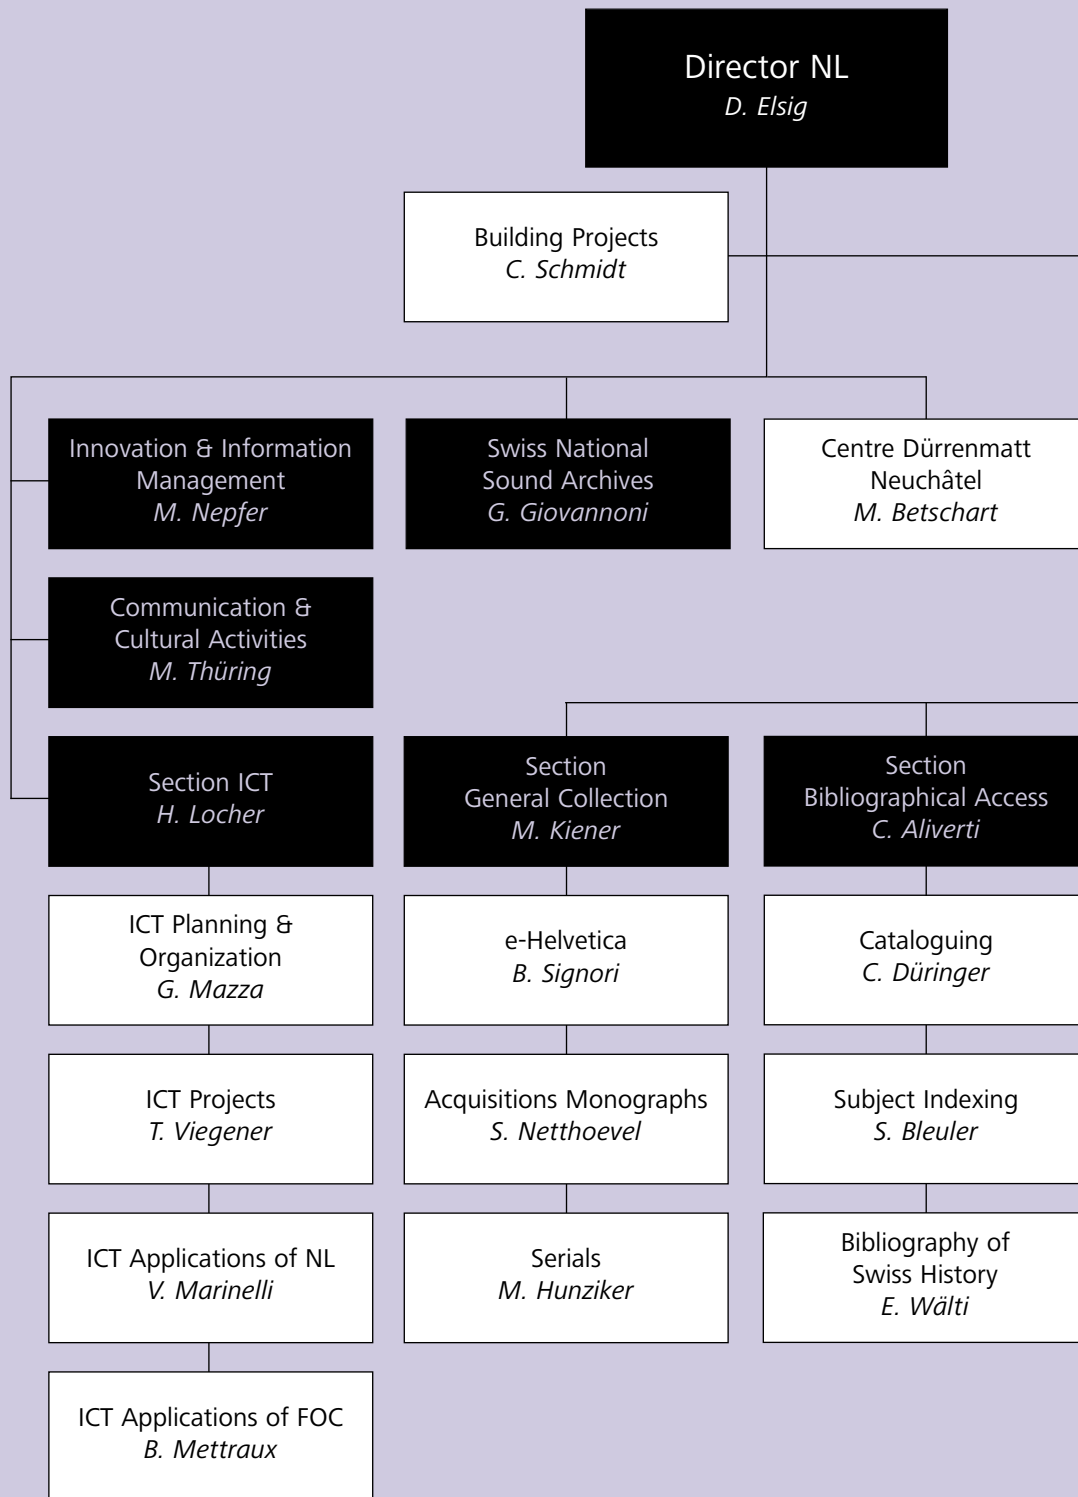 Director NL
D. Elsig
Building Projects
C. Schmidt
Innovation & Information
Management
M. Nepfer
Swiss National
Sound Archives
G. Giovannoni
Centre Dürrenmatt
Neuchâtel
M. Betschart
Communication &
Cultural Activities
M. Thüring
Section ICT
H. Locher
Section
General Collection
M. Kiener
Section
Bibliographical Access
C. Aliverti
ICT Planning &
Organization
G. Mazza
e-Helvetica
B. Signori
Cataloguing
C. Düringer
ICT Projects
T. Viegener
Acquisitions Monographs
S. Netthoevel
Subject Indexing
S. Bleuler
ICT Applications of NL
V. Marinelli
Serials
M. Hunziker
Bibliography of
Swiss History
E. Wälti
ICT Applications of FOC
B. Mettraux